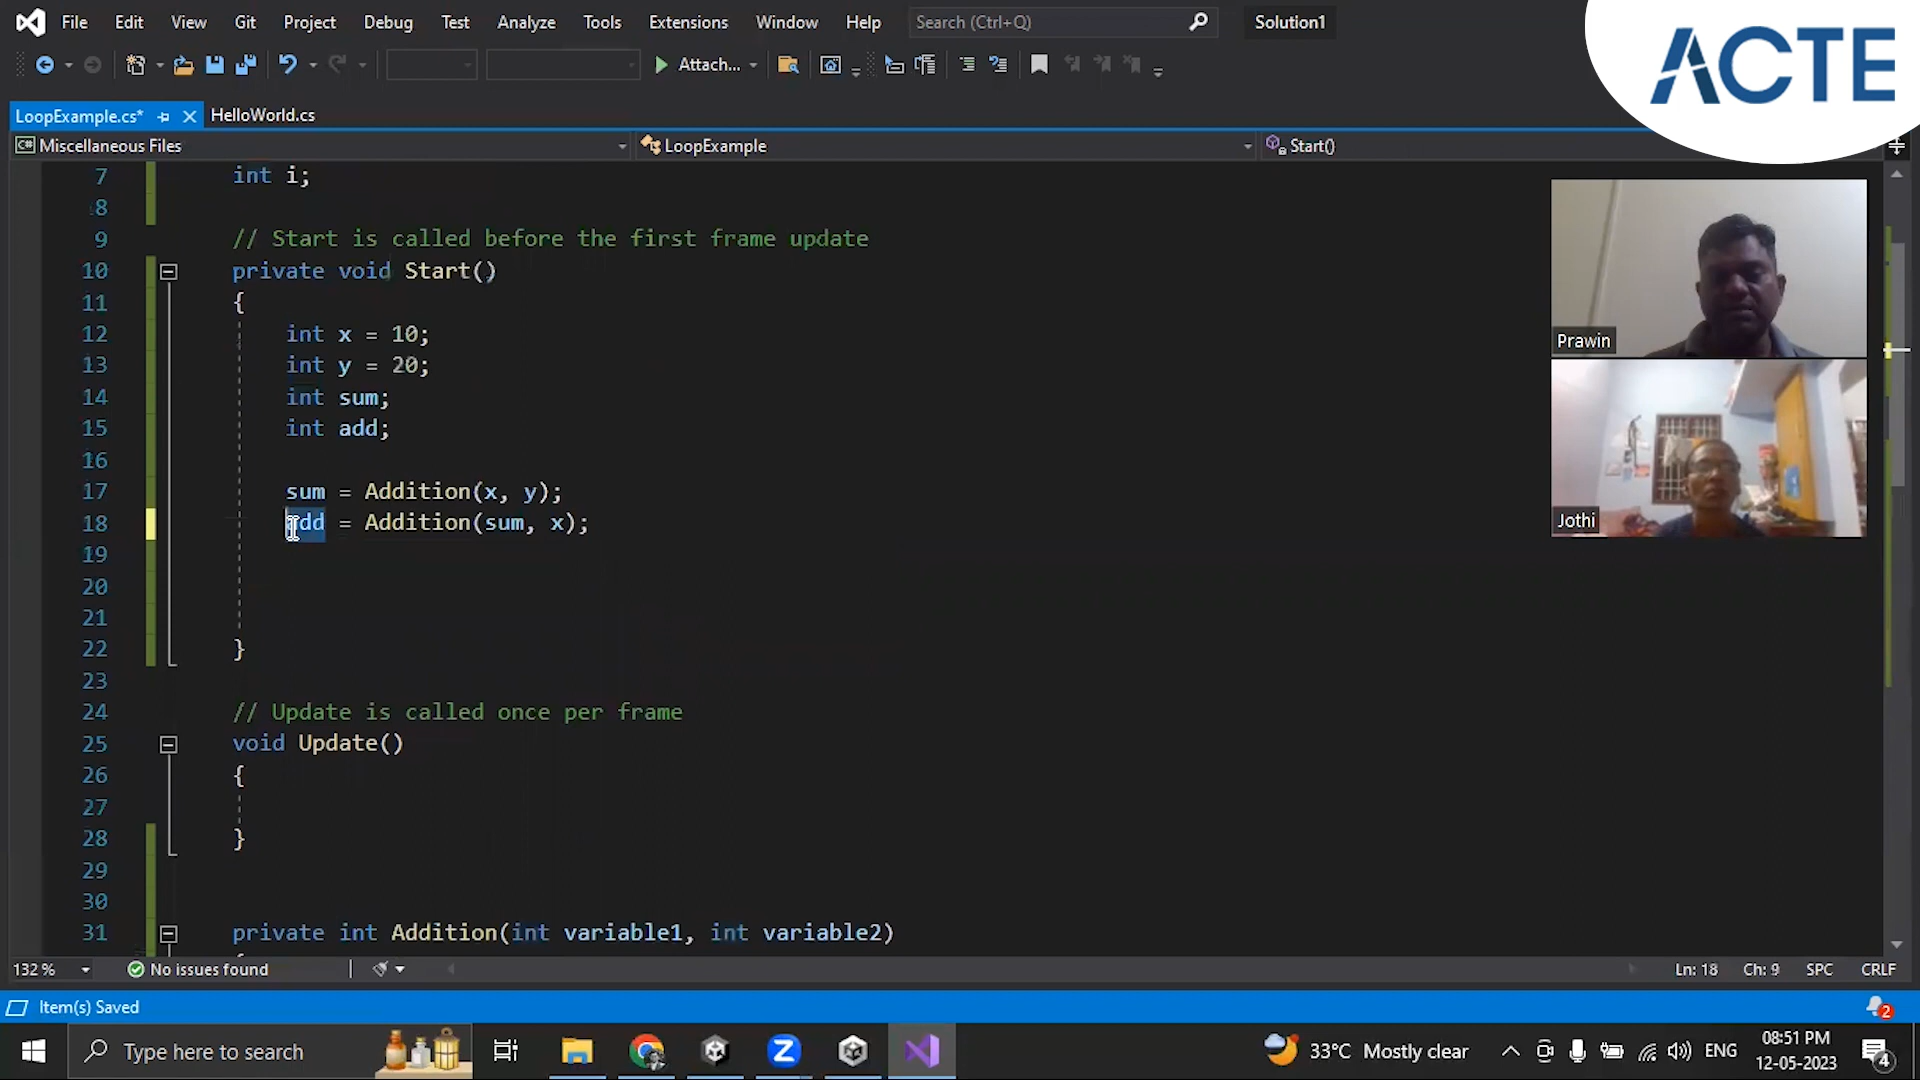 File Edit View Git Project Debug Test Analyze Tools Extensions Window Help Search (Ctrl+Q) Solution1
ACTE
Attach...
LoopExample.cs* HelloWorld.cs
C# Miscellaneous Files LoopExample Start()
7 int i;
8
9 // Start is called before the first frame update
10 private void Start()
11 {
12 int x = 10;
13 int y = 20;
14 int sum;
15 int add;
16
17 sum = Addition(x, y);
18 add = Addition(sum, x);
19
20
21
22 }
23
24 // Update is called once per frame
25 void Update()
26 {
27
28 }
29
30
31 private int Addition(int variable1, int variable2)
Prawin
Jothi
132 % No issues found Ln: 18 Ch: 9 SPC CRLF
Item(s) Saved 2
Type here to search 33°C Mostly clear ENG 08:51 PM 4
12-05-2023